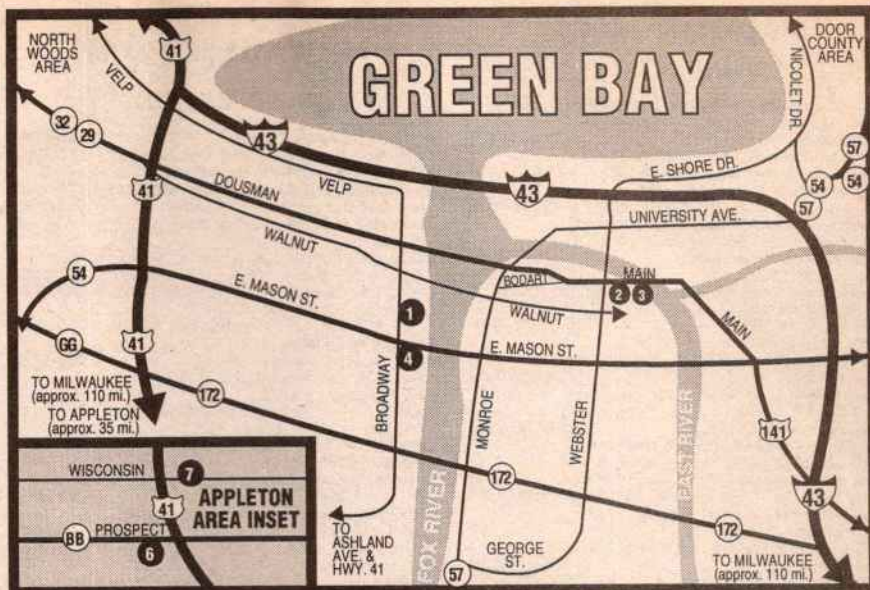 NORTH
WOODS
AREA
41
VELP
GREEN BAY
DOOR
COUNTY
AREA
NICOLET DR.
32
29
43
57
54
54
57
41
DOUSMAN
VELP
E. SHORE DR.
43
UNIVERSITY AVE.
WALNUT
BODART
MAIN
2 3
54
E. MASON ST.
1
WALNUT
MAIN
GG
41
4
E. MASON ST.
TO MILWAUKEE
(approx. 110 mi.)
TO APPLETON
(approx. 35 mi.)
172
BROADWAY
MONROE
WEBSTER
141
FOX RIVER
EAST RIVER
WISCONSIN
7
41
APPLETON
AREA INSET
BB
PROSPECT
6
172
43
172
TO
ASHLAND
AVE. &
HWY. 41
GEORGE
ST.
57
TO MILWAUKEE
(approx. 110 mi.)